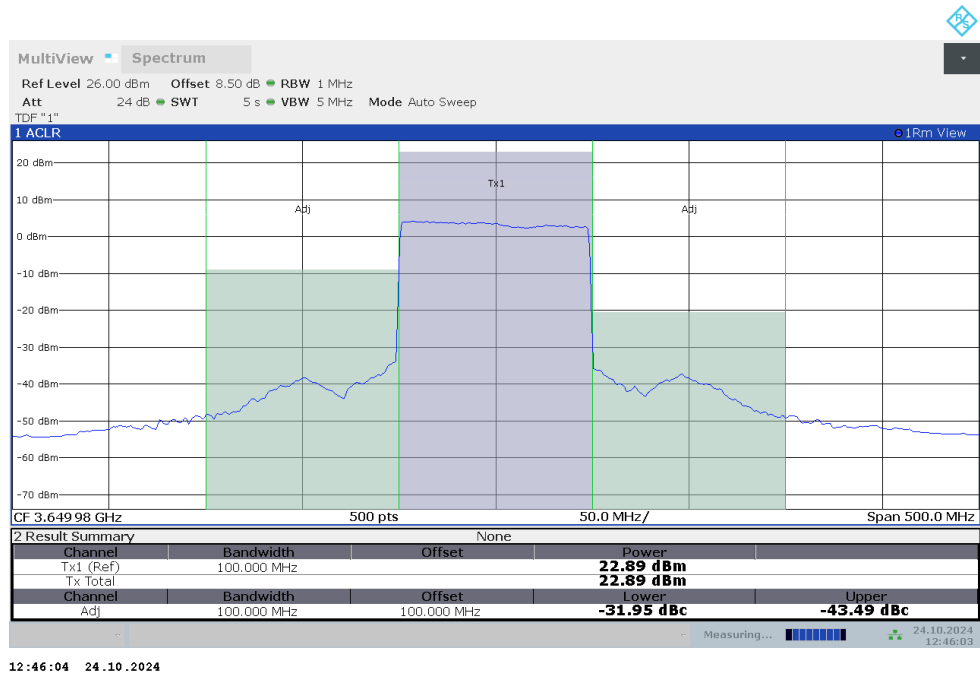 R/S
MultiView Spectrum
Ref Level 26.00 dBm Offset 8.50 dB RBW 1 MHz
Att 24 dB SWT 5 s VBW 5 MHz Mode Auto Sweep
TDF "1"
1 ACLR 1Rm View
20 dBm
Tx1
10 dBm
Adj Adj
0 dBm
-10 dBm
-20 dBm
-30 dBm
-40 dBm
-50 dBm
-60 dBm
-70 dBm
CF 3.64998 GHz 500 pts 50.0 MHz/ Span 500.0 MHz
2 Result Summary None
Channel Bandwidth Offset Power
Tx1 (Ref) 100.000 MHz 22.89 dBm
Tx Total 22.89 dBm
Channel Bandwidth Offset Lower Upper
Adj 100.000 MHz 100.000 MHz -31.95 dBc -43.49 dBc
Measuring... 24.10.2024
12:46:03
12:46:04 24.10.2024